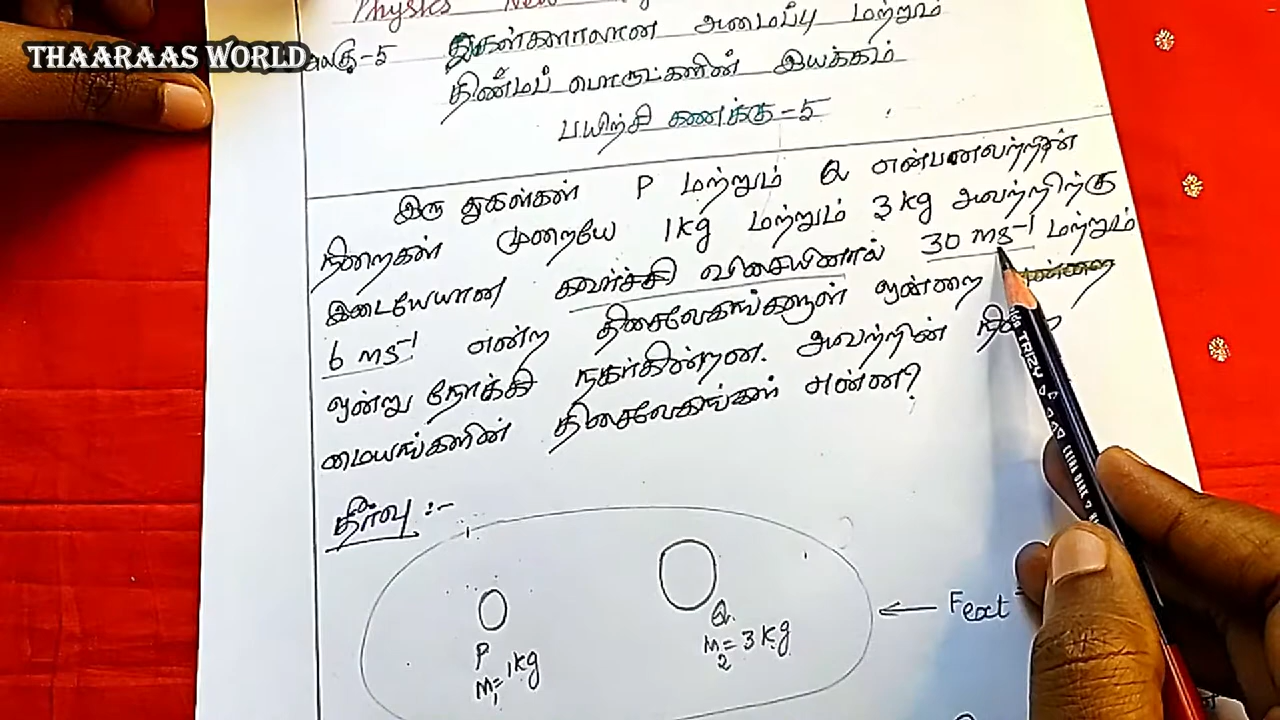 Physics New
THAARAAS WORLD
அலகு-5 துகள்களாலான அமைப்பு மற்றும்
திண்மப் பொருட்களின் இயக்கம்
பயிற்சி கணக்கு-5
இரு துகள்கள் P மற்றும் Q என்பனவற்றின்
நிறைகள் முறையே 1kg மற்றும் 3kg அவற்றிற்கு
இடையேயான கவர்ச்சி விசையினால் 30 ms⁻¹ மற்றும்
6 ms⁻¹ என்ற திசைவேகங்களுள் ஒன்றை
ஒன்று நோக்கி நகர்கின்றன. அவற்றின்
மையங்களின் திசைவேகங்கள் என்ன?
தீர்வு :-
P
M₁=1kg
Q
M₂=3kg
Fext =